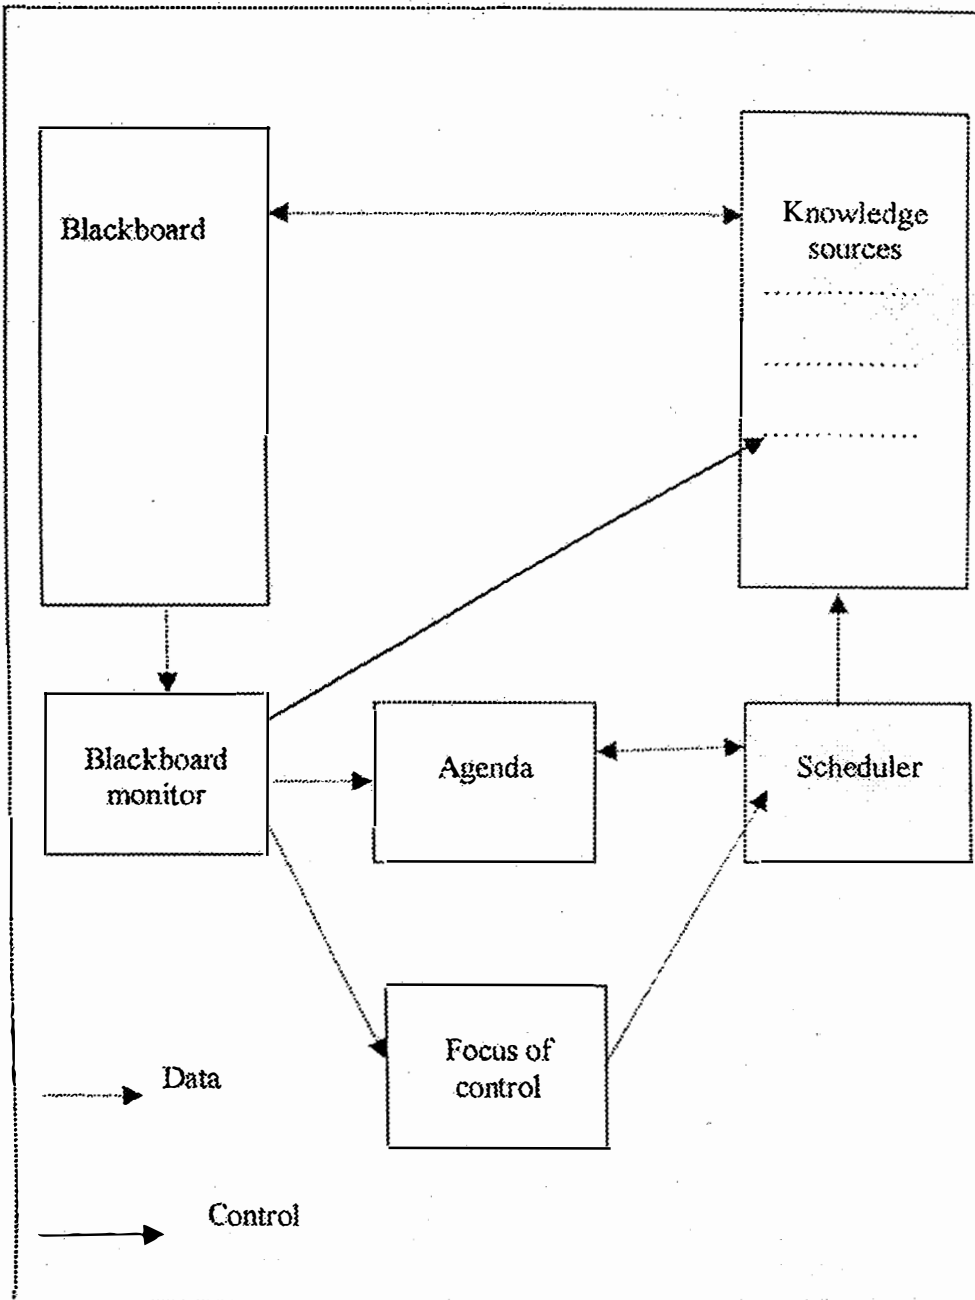 Blackboard
Knowledge
sources
Blackboard
monitor
Agenda
Scheduler
Focus of
control
Data
Control